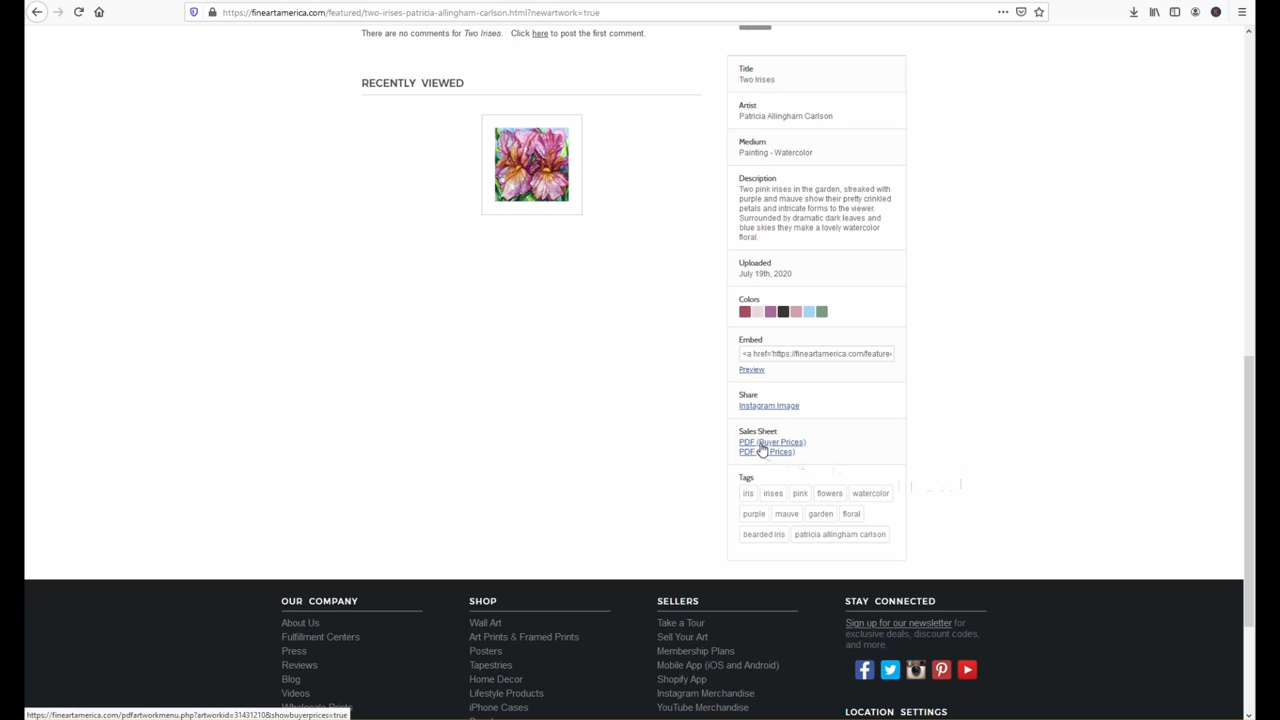 https://fineartamerica.com/featured/two-irises-patricia-allingham-carlson.html?newartwork=true
There are no comments for Two Irises. Click here to post the first comment.
RECENTLY VIEWED
Title
Two Irises
Artist
Patricia Allingham Carlson
Medium
Painting - Watercolor
Description
Two pink irises in the garden, streaked with
purple and mauve show their pretty crinkled
petals and intricate forms to the viewer.
Surrounded by dramatic dark leaves and
blue skies they make a lovely watercolor
floral.
Uploaded
July 19th, 2020
Colors
Embed
<a href='https://fineartamerica.com/feature
Preview
Share
Instagram Image
Sales Sheet
PDF (Buyer Prices)
PDF Prices)
Tags
iris irises pink flowers watercolor
purple mauve garden floral
bearded iris patricia allingham carlson
OUR COMPANY
About Us
Fulfillment Centers
Press
Reviews
Blog
Videos
Wholesale Prints
SHOP
Wall Art
Art Prints & Framed Prints
Posters
Tapestries
Home Decor
Lifestyle Products
iPhone Cases
SELLERS
Take a Tour
Sell Your Art
Membership Plans
Mobile App (iOS and Android)
Shopify App
Instagram Merchandise
YouTube Merchandise
STAY CONNECTED
Sign up for our newsletter for
exclusive deals, discount codes,
and more.
LOCATION SETTINGS
https://fineartamerica.com/pdfartworkmenu.php?artworkid=31431210&showbuyerprices=true